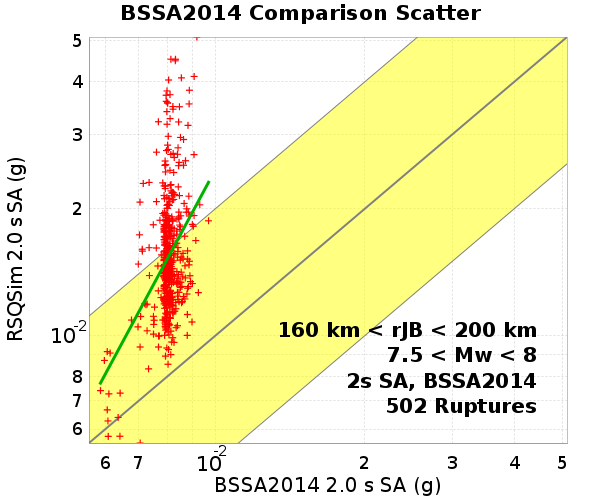 BSSA2014 Comparison Scatter
RSQSim 2.0 s SA (g)
5
4
3
2
10⁻²
8
7
6
160 km < rJB < 200 km
7.5 < Mw < 8
2s SA, BSSA2014
502 Ruptures
6 7 10⁻² 2 3 4 5
BSSA2014 2.0 s SA (g)